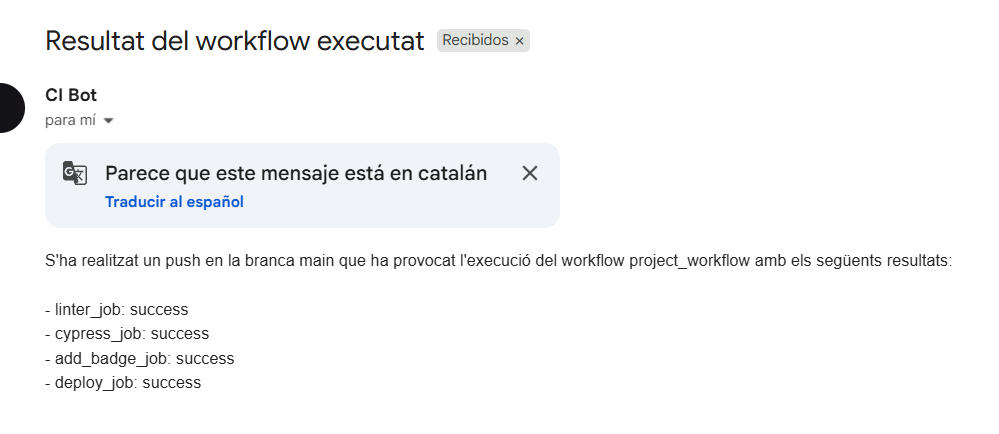 Resultat del workflow executat Recibidos ×
CI Bot
para mí
Parece que este mensaje está en catalán
Traducir al español
S'ha realitzat un push en la branca main que ha provocat l'execució del workflow project_workflow amb els següents resultats:
- linter_job: success
- cypress_job: success
- add_badge_job: success
- deploy_job: success